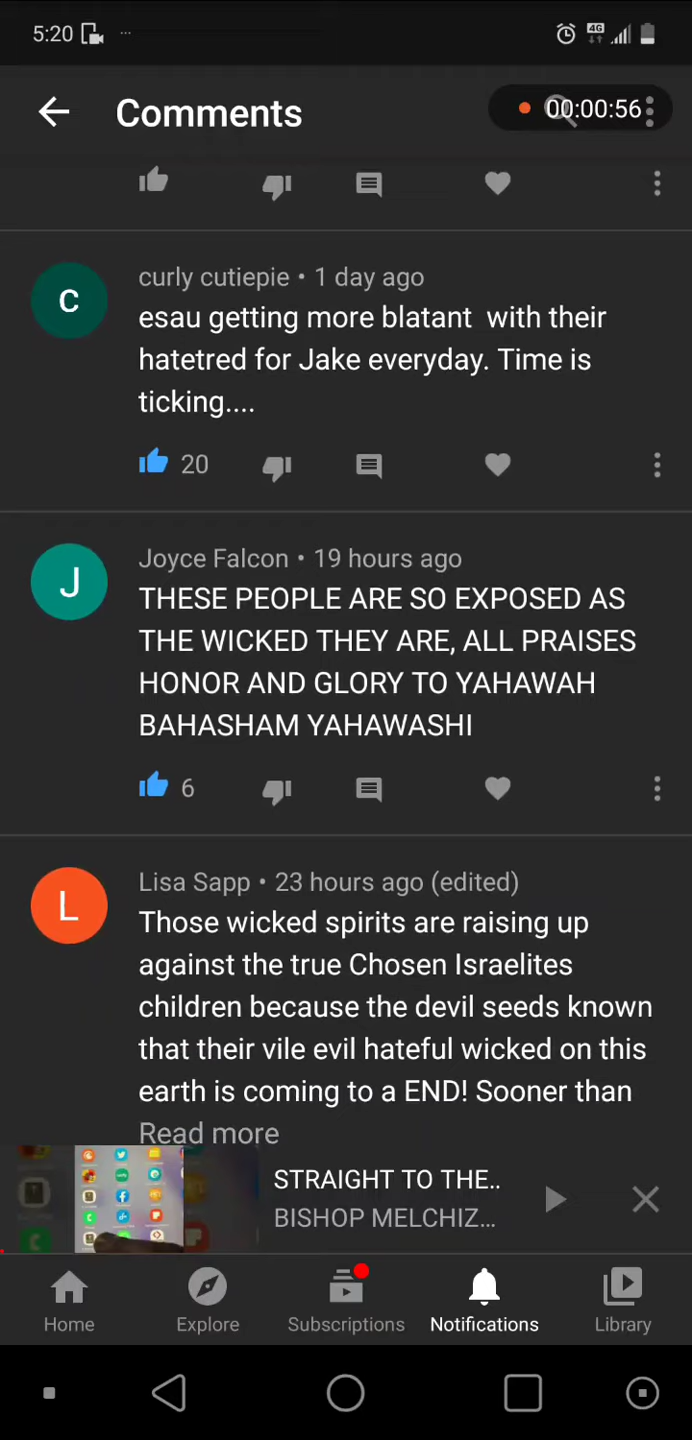 5:20
4G
Comments
00:00:56
C
curly cutiepie • 1 day ago
esau getting more blatant  with their
hatetred for Jake everyday. Time is
ticking....
20
J
Joyce Falcon • 19 hours ago
THESE PEOPLE ARE SO EXPOSED AS
THE WICKED THEY ARE, ALL PRAISES
HONOR AND GLORY TO YAHAWAH
BAHASHAM YAHAWASHI
6
L
Lisa Sapp • 23 hours ago (edited)
Those wicked spirits are raising up
against the true Chosen Israelites
children because the devil seeds known
that their vile evil hateful wicked on this
earth is coming to a END! Sooner than
Read more
STRAIGHT TO THE..
BISHOP MELCHIZ...
Home
Explore
Subscriptions
Notifications
Library